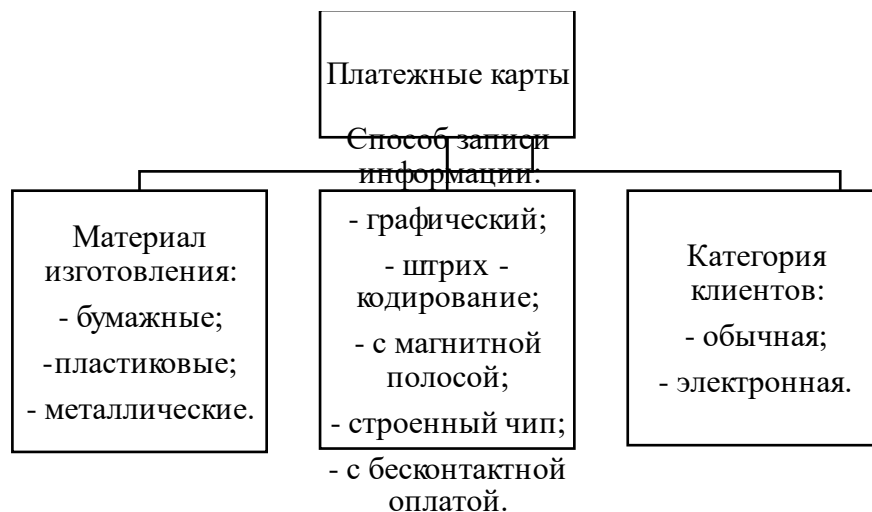 Платежные карты
Материал
изготовления:
- бумажные;
-пластиковые;
- металлические.
Способ записи
информации:
- графический;
- штрих -
кодирование;
- с магнитной
полосой;
- строенный чип;
- с бесконтактной
оплатой.
Категория
клиентов:
- обычная;
- электронная.